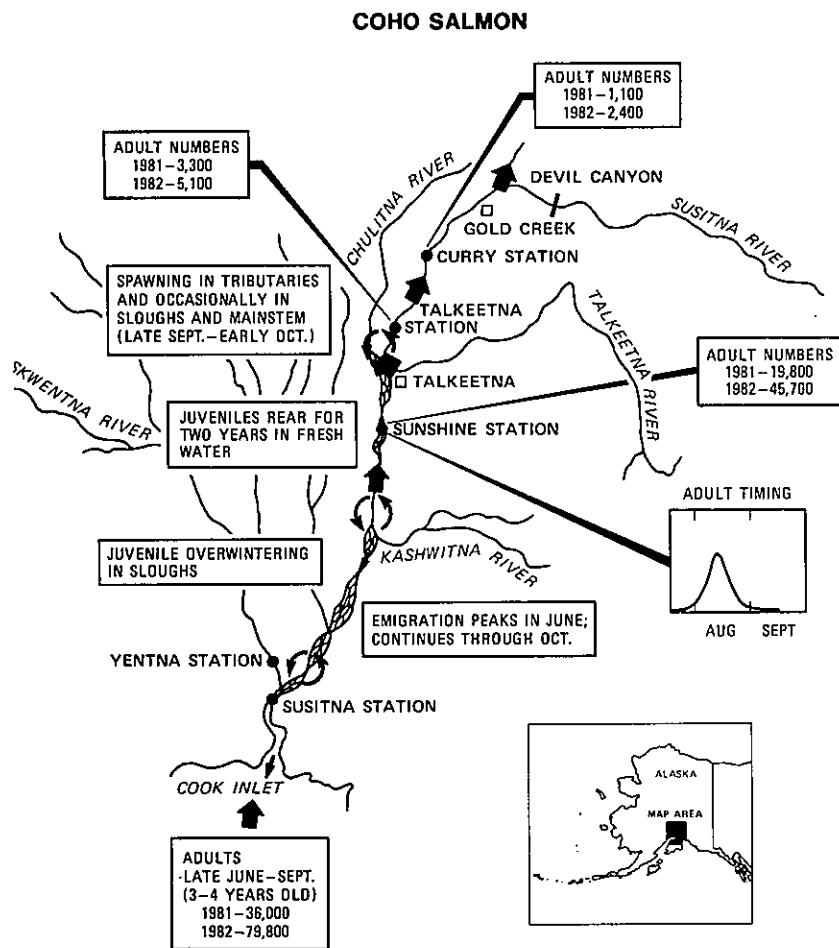 COHO SALMON
ADULT NUMBERS
1981–1,100
1982–2,400
ADULT NUMBERS
1981–3,300
1982–5,100
CHULITNA RIVER
DEVIL CANYON
GOLD CREEK
SUSITNA RIVER
CURRY STATION
SPAWNING IN TRIBUTARIES
AND OCCASIONALLY IN
SLOUGHS AND MAINSTEM
(LATE SEPT.–EARLY OCT.)
TALKEETNA
STATION
TALKEETNA RIVER
ADULT NUMBERS
1981–19,800
1982–45,700
SKWENTNA RIVER
TALKEETNA
JUVENILES REAR FOR
TWO YEARS IN FRESH
WATER
SUNSHINE STATION
ADULT TIMING
AUG SEPT
JUVENILE OVERWINTERING
IN SLOUGHS
KASHWITNA RIVER
EMIGRATION PEAKS IN JUNE;
CONTINUES THROUGH OCT.
YENTNA STATION
SUSITNA STATION
COOK INLET
ALASKA
MAP AREA
ADULTS
LATE JUNE–SEPT.
(3–4 YEARS OLD)
1981–36,000
1982–79,800